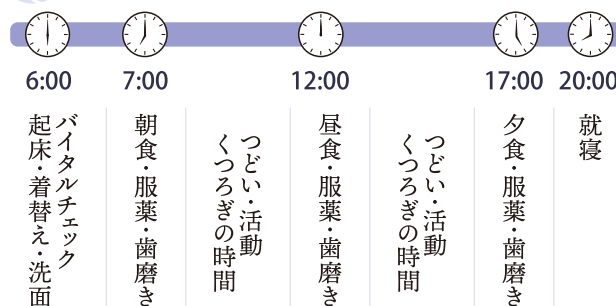 6:00
7:00
12:00
17:00
20:00
バイタルチェック
起床・着替え・洗面
朝食・服薬・歯磨き
つどい・活動
くつろぎの時間
昼食・服薬・歯磨き
つどい・活動
くつろぎの時間
夕食・服薬・歯磨き
就寝